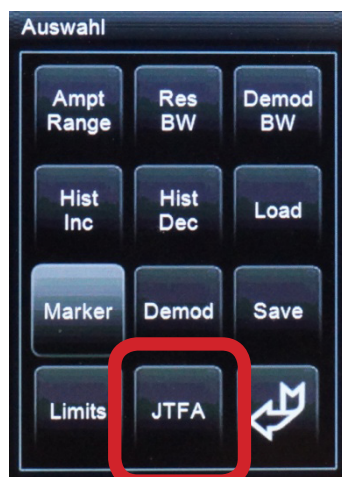 Auswahl
Ampt Range
Res BW
Demod BW
Hist Inc
Hist Dec
Load
Marker
Demod
Save
Limits
JTFA